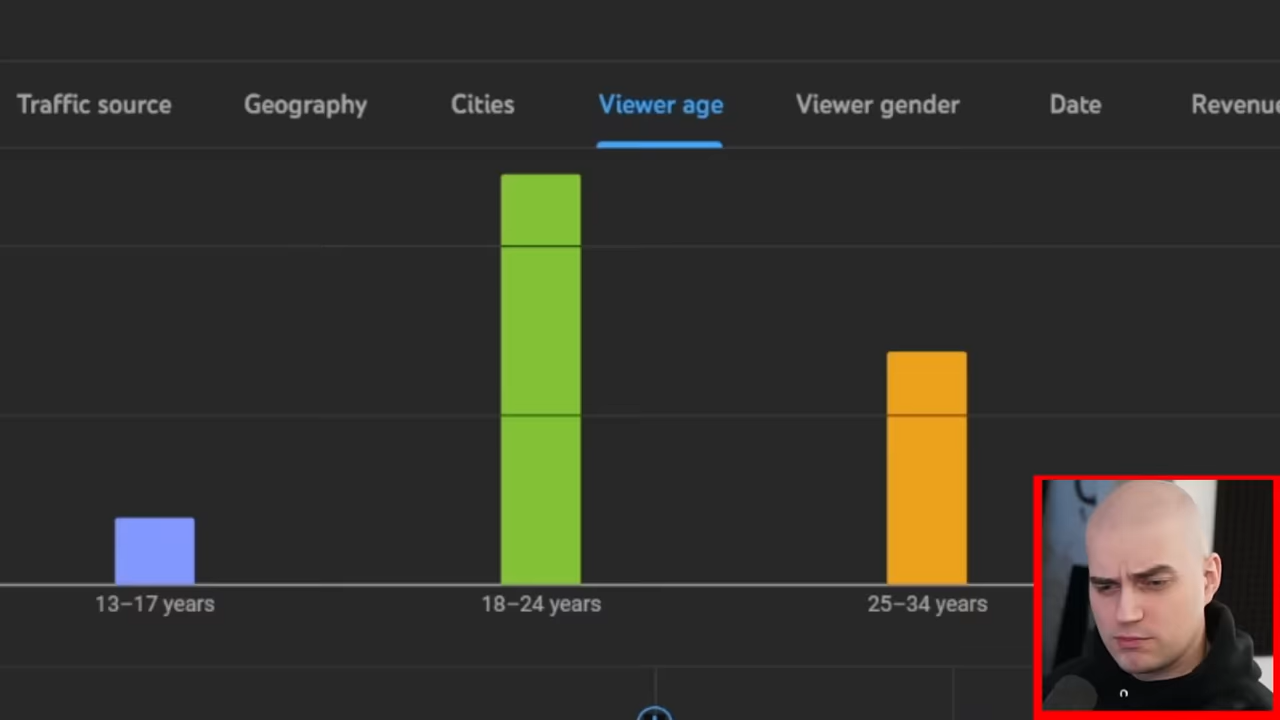 Traffic source Geography Cities Viewer age Viewer gender Date Revenue
13–17 years 18–24 years 25–34 years